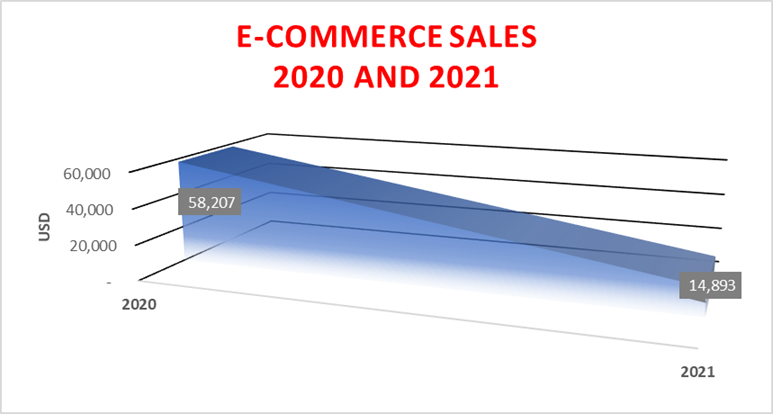 E-COMMERCE SALES
2020 AND 2021
60,000
40,000
20,000
-
USD
58,207
14,893
2020
2021